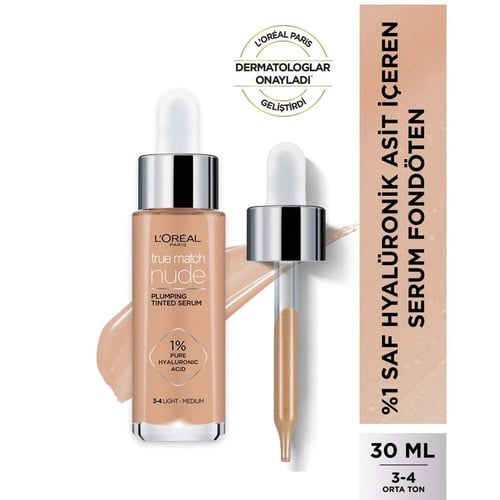 L'ORÉAL PARIS
DERMATOLOGLAR
ONAYLADI*
GELİŞTİRDİ
L'ORÉAL
PARIS
true match
nude
PLUMPING
TINTED SERUM
1%
PURE
HYALURONIC
ACID
3-4 LIGHT - MEDIUM
%1 SAF HYALÜRONİK ASİT İÇEREN
SERUM FONDÖTEN
30 ML
3-4
ORTA TON